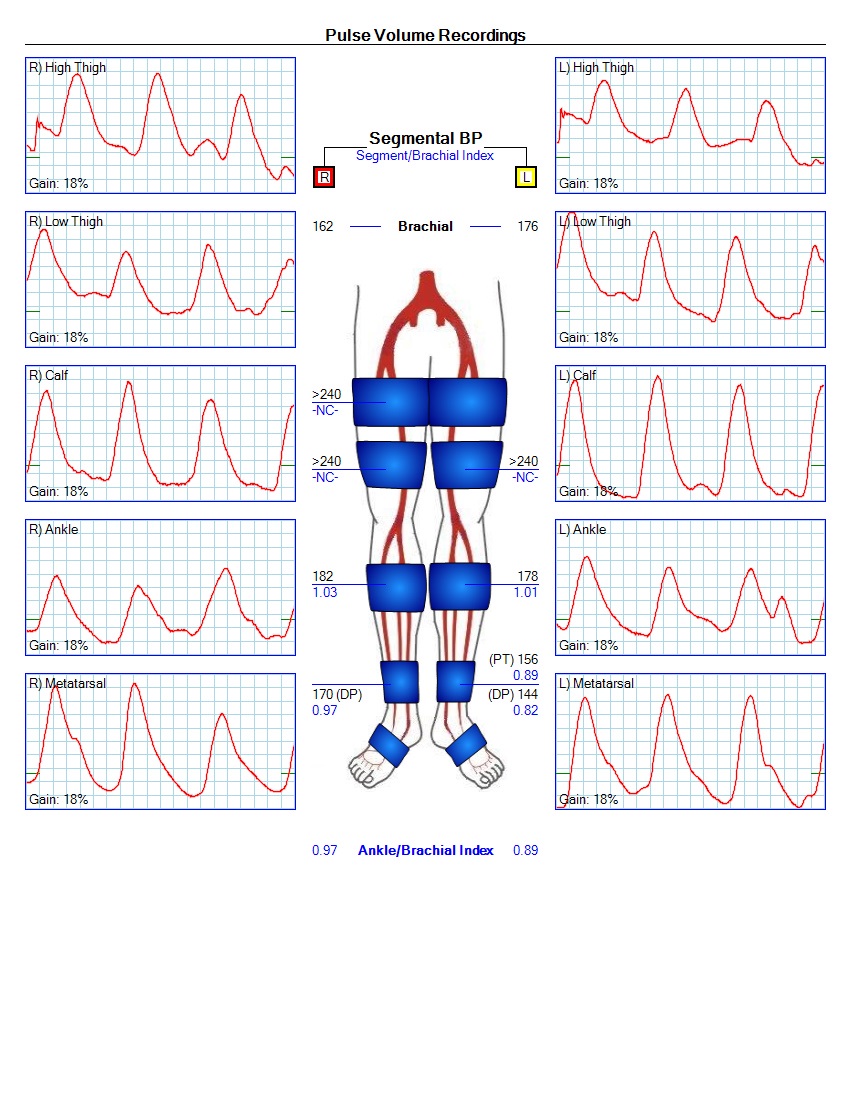 Pulse Volume Recordings
R) High Thigh
Gain: 18%
R) Low Thigh
Gain: 18%
R) Calf
Gain: 18%
R) Ankle
Gain: 18%
R) Metatarsal
Gain: 18%
Segmental BP
Segment/Brachial Index
R L
162 Brachial 176
>240
-NC-
>240 >240
-NC- -NC-
182 178
1.03 1.01
(PT) 156
0.89
170 (DP) (DP) 144
0.97 0.82
0.97 Ankle/Brachial Index 0.89
L) High Thigh
Gain: 18%
L) Low Thigh
Gain: 18%
L) Calf
Gain: 18%
L) Ankle
Gain: 18%
L) Metatarsal
Gain: 18%